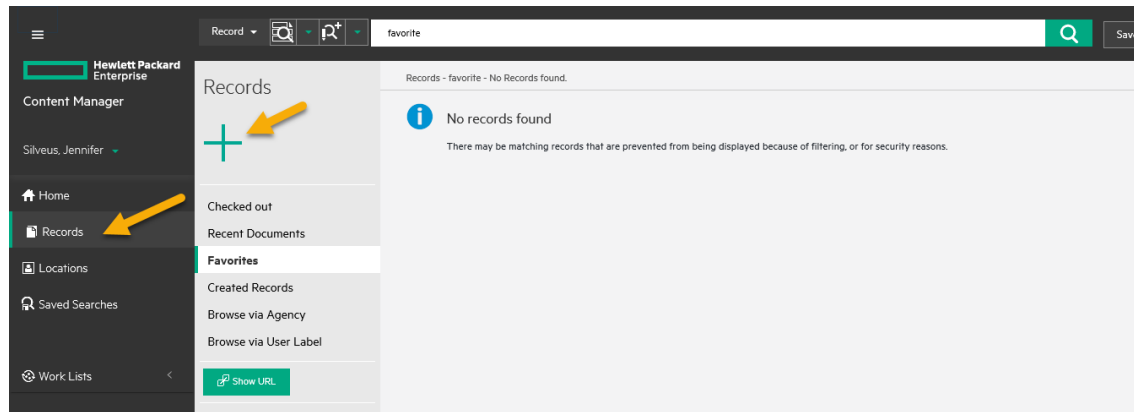 Record
favorite
Save
Hewlett Packard
Enterprise
Content Manager
Silveus, Jennifer
Home
Records
Locations
Saved Searches
Work Lists
Records
Checked out
Recent Documents
Favorites
Created Records
Browse via Agency
Browse via User Label
Show URL
Records - favorite - No Records found.
No records found
There may be matching records that are prevented from being displayed because of filtering, or for security reasons.